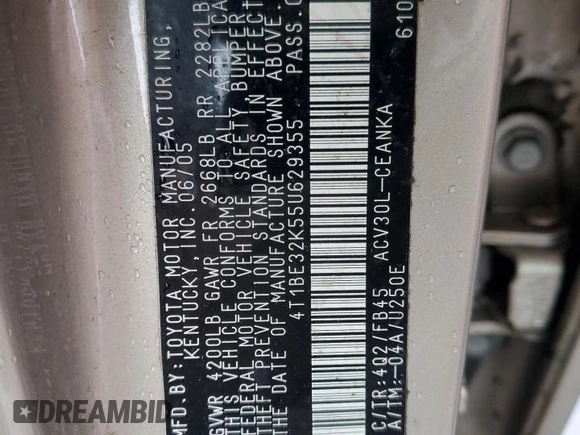 MFD.BY:TOYOTA MOTOR MANUFACTURING,
KENTUCKY, INC. 06/05
GVWR 4200LB GAWR FR 2668LB RR 2282LB
THIS VEHICLE CONFORMS TO ALL APPLICA
FEDERAL MOTOR VEHICLE SAFETY, BUMPER
THEFT PREVENTION STANDARDS IN EFFECT
THE DATE OF MANUFACTURE SHOWN ABOVE.
4T1BE32K55U629355 PASS.C
C/TR:4Q2/FB45 ACV30L-CEANKA
A/TM:-04A/U250E 610
DREAMBID